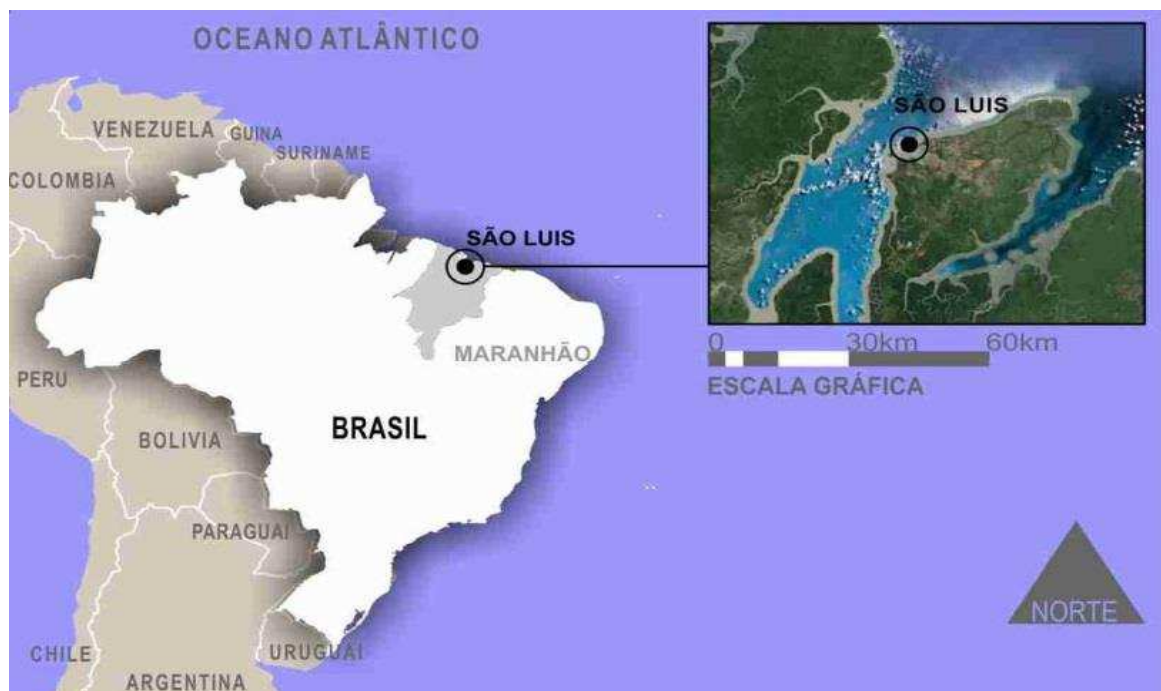 OCEANO ATLÂNTICO
VENEZUELA
GUINA
SURINAME
COLOMBIA
SÃO LUIS
SÃO LUIS
MARANHÃO
0 30km 60km
ESCALA GRÁFICA
PERU
BRASIL
BOLIVIA
PARAGUAI
NORTE
CHILE
URUGUAI
ARGENTINA